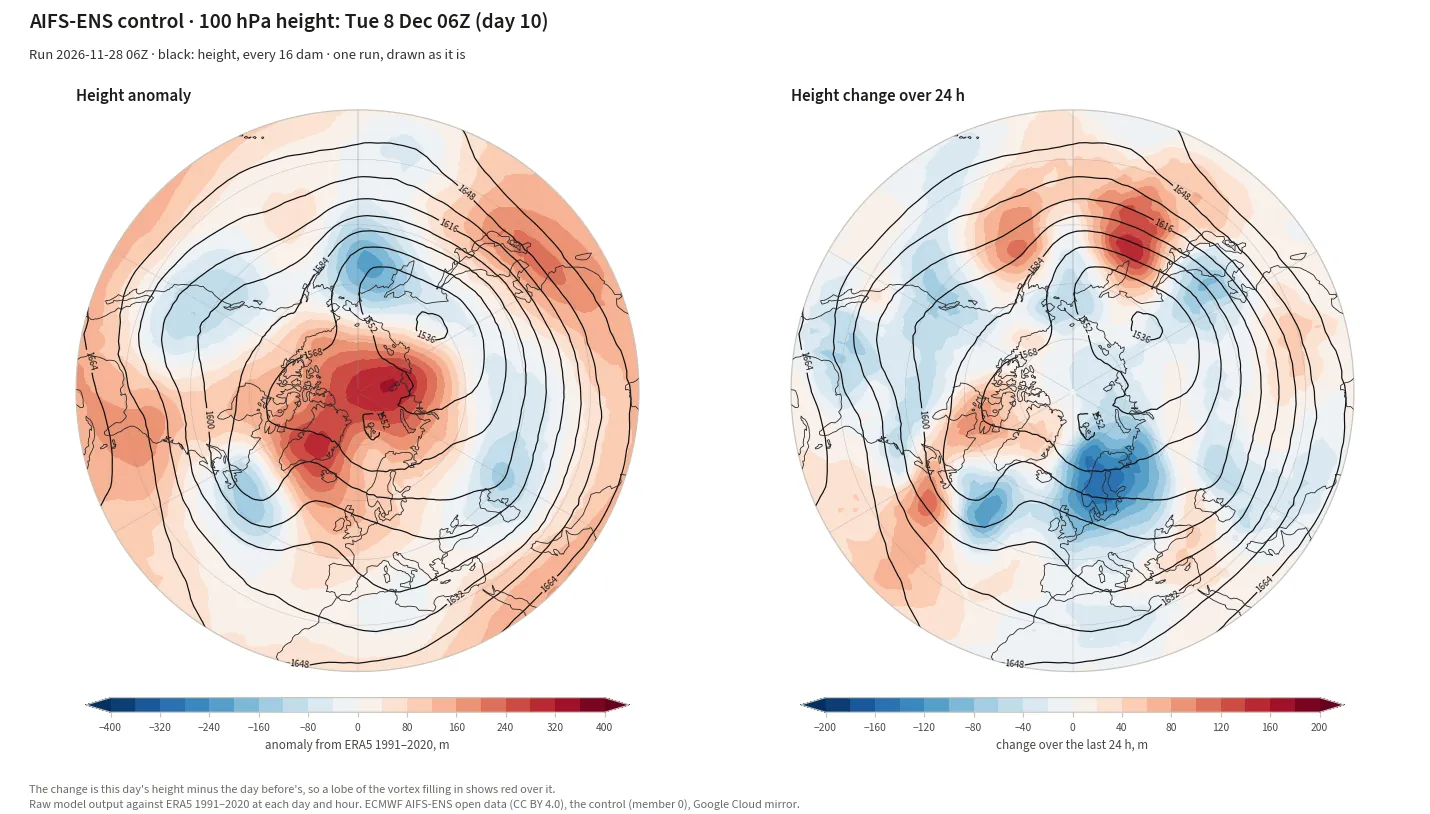 AIFS-ENS control · 100 hPa height: Tue 8 Dec 06Z (day 10)
Run 2026-11-28 06Z · black: height, every 16 dam · one run, drawn as it is
Height anomaly
Height change over 24 h
1648
1616
1584
1552
1536
1568
1664
1600
1552
1632
1664
1648
1648
1616
1584
1552
1536
1568
1664
1600
1552
1632
1664
1648
−400 −320 −240 −160 −80 0 80 160 240 320 400
anomaly from ERA5 1991–2020, m
−200 −160 −120 −80 −40 0 40 80 120 160 200
change over the last 24 h, m
The change is this day's height minus the day before's, so a lobe of the vortex filling in shows red over it.
Raw model output against ERA5 1991–2020 at each day and hour. ECMWF AIFS-ENS open data (CC BY 4.0), the control (member 0), Google Cloud mirror.